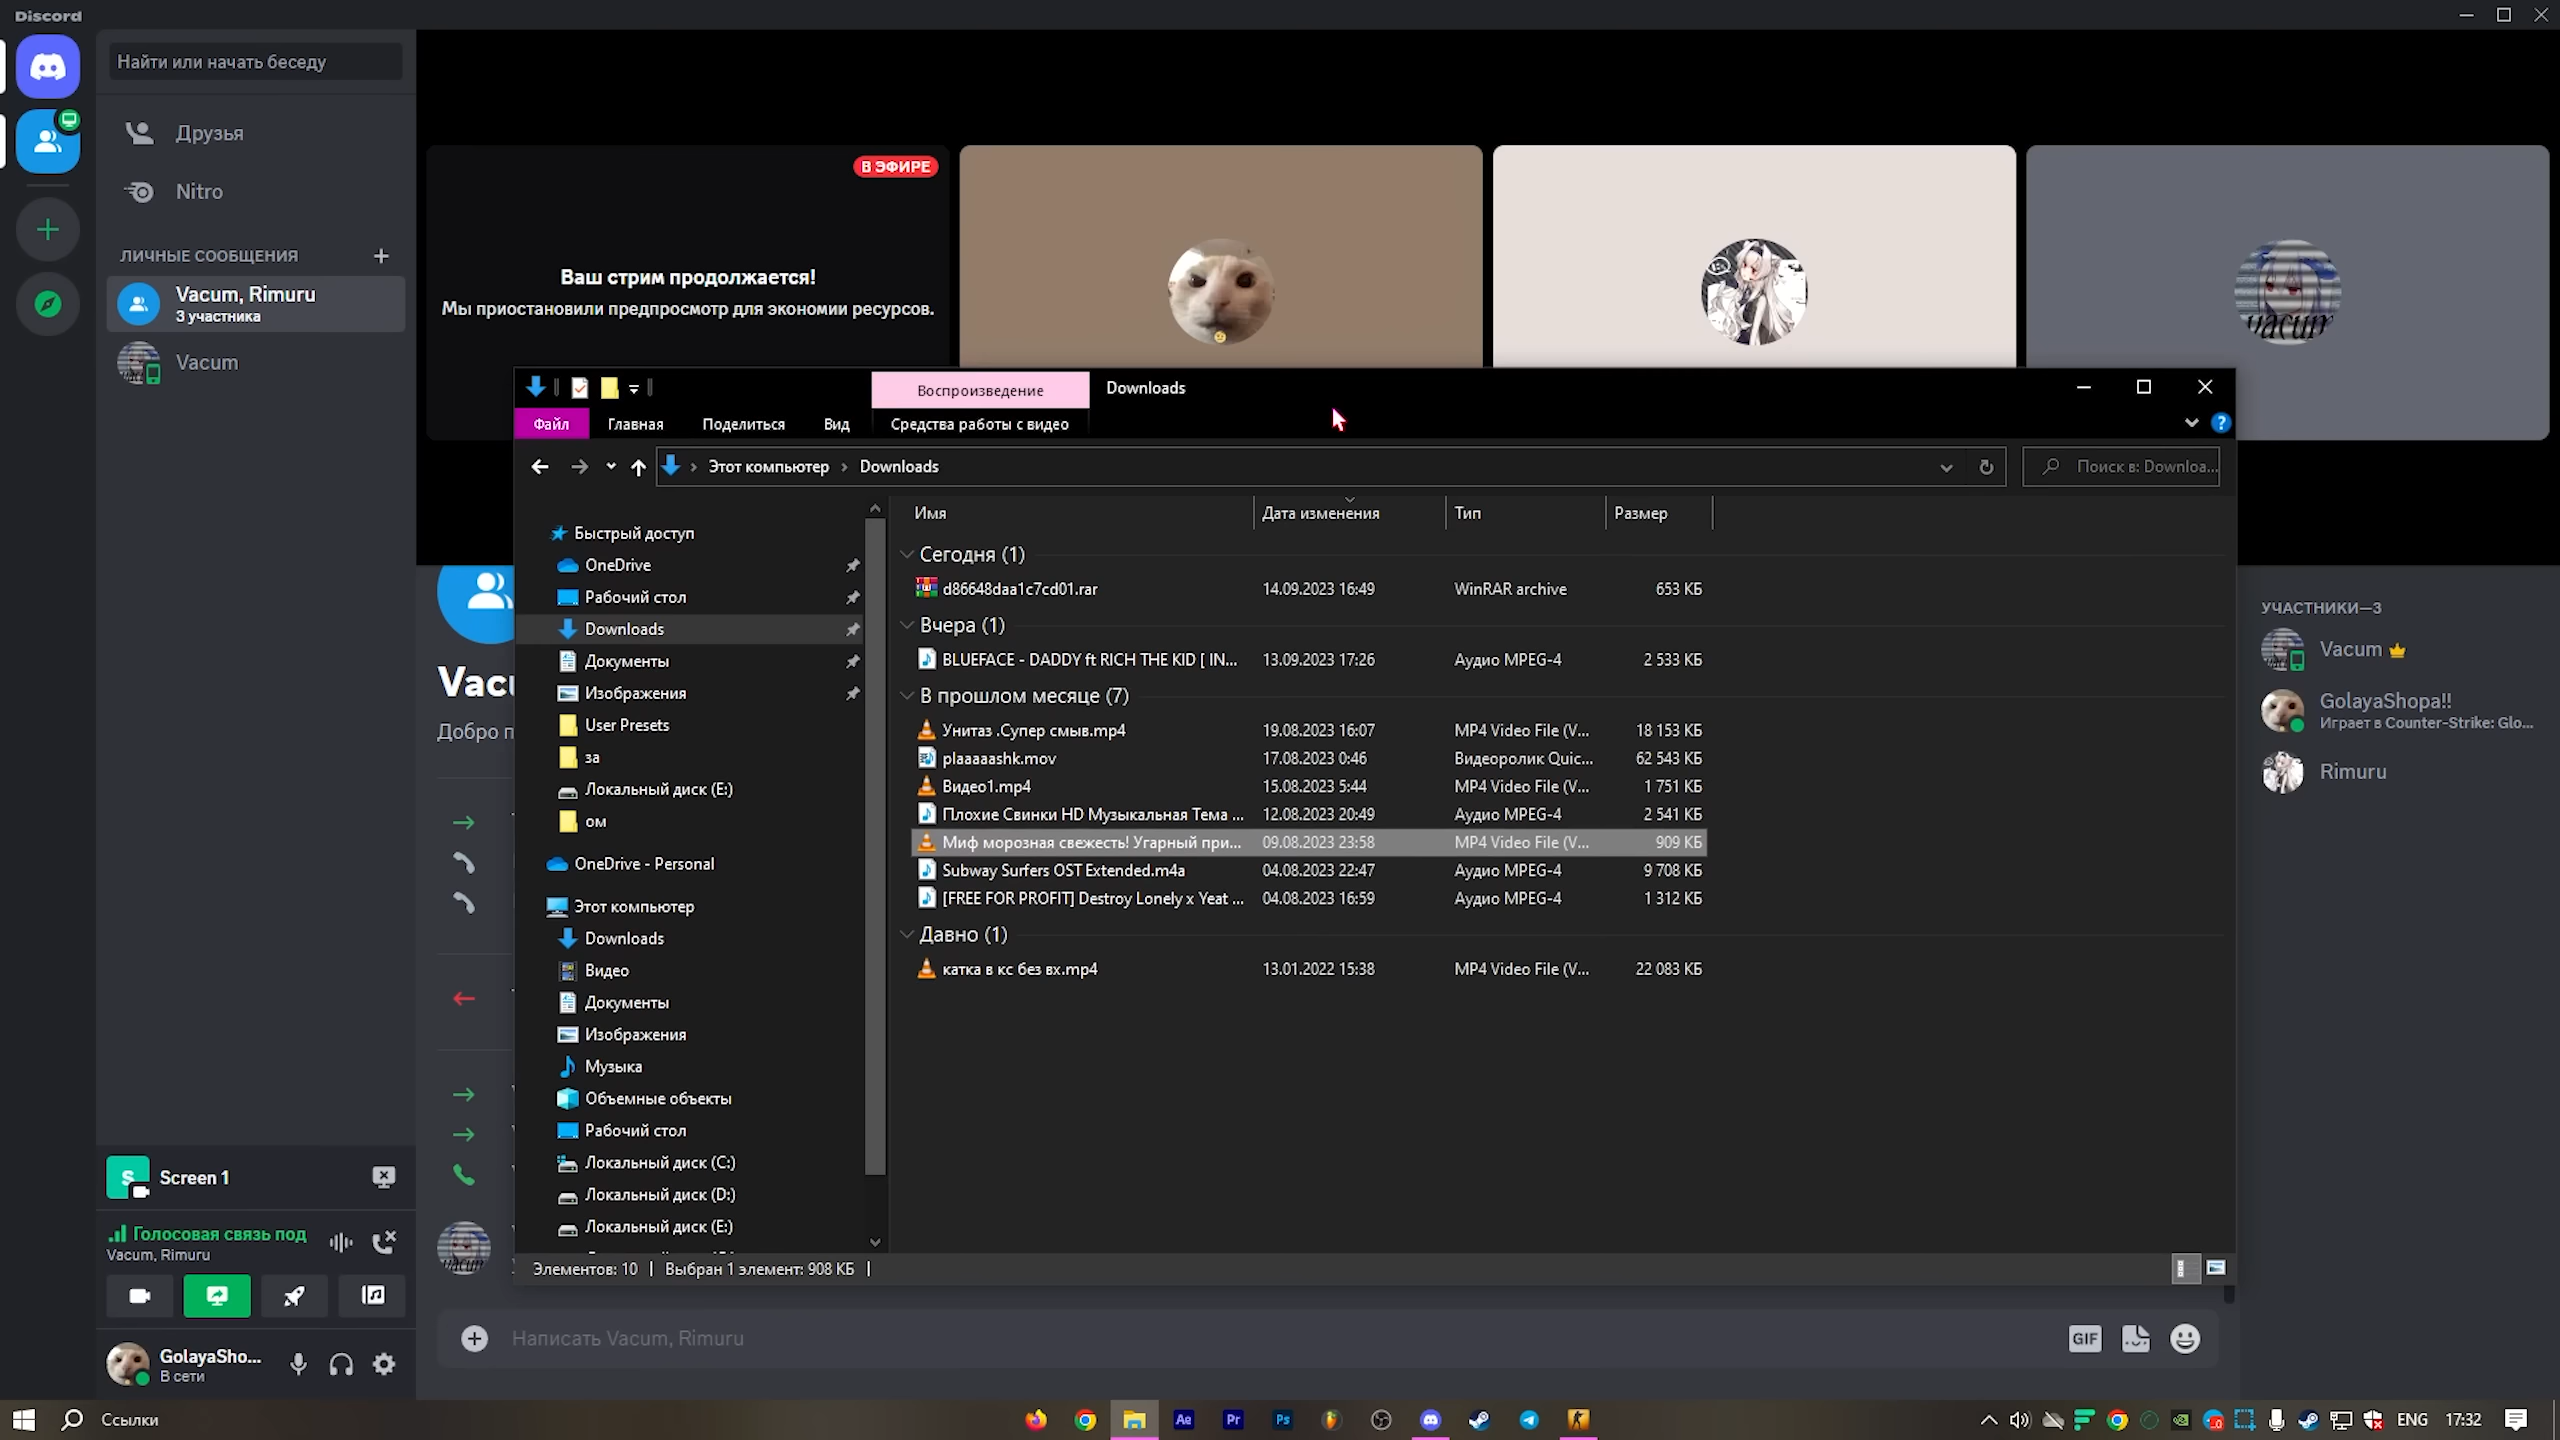 Discord
Найти или начать беседу
Друзья
Nitro
ЛИЧНЫЕ СООБЩЕНИЯ
Vacum, Rimuru
3 участника
Vacum
В ЭФИРЕ
Ваш стрим продолжается!
Мы приостановили предпросмотр для экономии ресурсов.
vacum
Воспроизведение
Downloads
Файл
Главная
Поделиться
Вид
Средства работы с видео
Этот компьютер
Downloads
Поиск в: Downloa...
Быстрый доступ
OneDrive
Рабочий стол
Downloads
Документы
Изображения
User Presets
за
Локальный диск (E:)
ом
OneDrive - Personal
Этот компьютер
Downloads
Видео
Документы
Изображения
Музыка
Объемные объекты
Рабочий стол
Локальный диск (C:)
Локальный диск (D:)
Локальный диск (E:)
Имя Дата изменения Тип Размер
Сегодня (1)
d86648daa1c7cd01.rar 14.09.2023 16:49 WinRAR archive 653 КБ
Вчера (1)
BLUEFACE - DADDY ft RICH THE KID [ IN... 13.09.2023 17:26 Аудио MPEG-4 2 533 КБ
В прошлом месяце (7)
Унитаз .Супер смыв.mp4 19.08.2023 16:07 MP4 Video File (V... 18 153 КБ
plaaaaashk.mov 17.08.2023 0:46 Видеоролик Quic... 62 543 КБ
Видео1.mp4 15.08.2023 5:44 MP4 Video File (V... 1 751 КБ
Плохие Свинки HD Музыкальная Тема ... 12.08.2023 20:49 Аудио MPEG-4 2 541 КБ
Миф морозная свежесть! Угарный при... 09.08.2023 23:58 MP4 Video File (V... 909 КБ
Subway Surfers OST Extended.m4a 04.08.2023 22:47 Аудио MPEG-4 9 708 КБ
[FREE FOR PROFIT] Destroy Lonely x Yeat ... 04.08.2023 16:59 Аудио MPEG-4 1 312 КБ
Давно (1)
катка в кс без вх.mp4 13.01.2022 15:38 MP4 Video File (V... 22 083 КБ
Элементов: 10
Выбран 1 элемент: 908 КБ
УЧАСТНИКИ—3
Vacum
GolayaShopa!!
Играет в Counter-Strike: Glo...
Rimuru
S
Screen 1
Голосовая связь под
Vacum, Rimuru
GolayaSho...
В сети
Написать Vacum, Rimuru
GIF
Ссылки
Ae
Pr
Ps
ENG
17:32